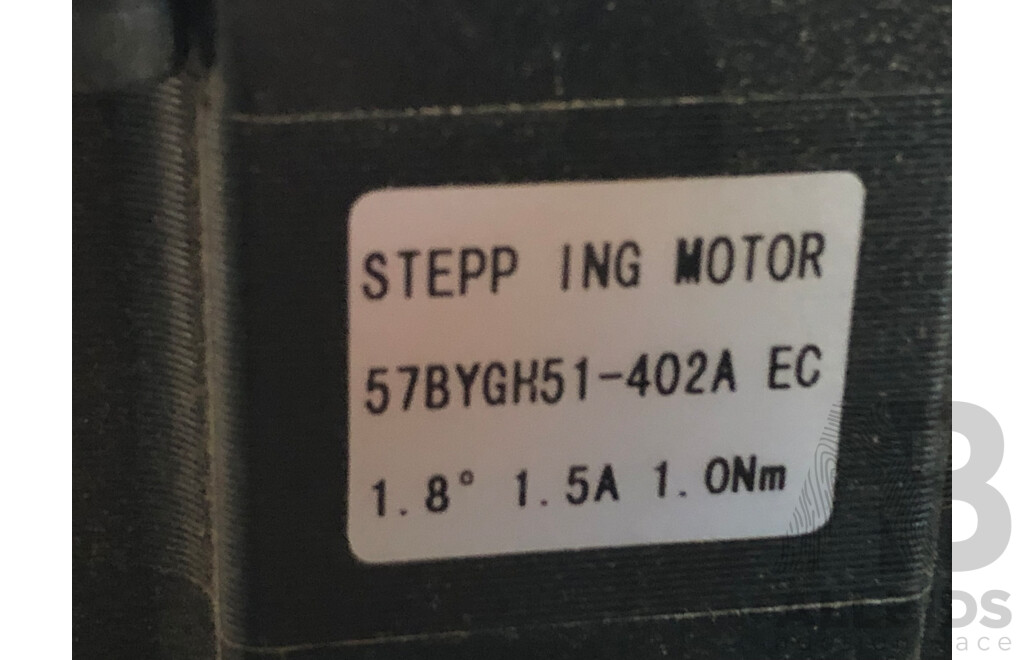 STEPP ING MOTOR
57BYGH51-402A EC
1.8° 1.5A 1.0Nm